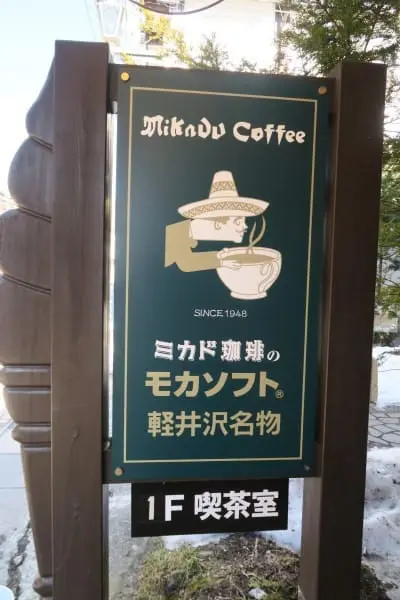 Mikado Coffee
SINCE 1948
ミカド珈琲の
モカソフト®
軽井沢名物
1F 喫茶室